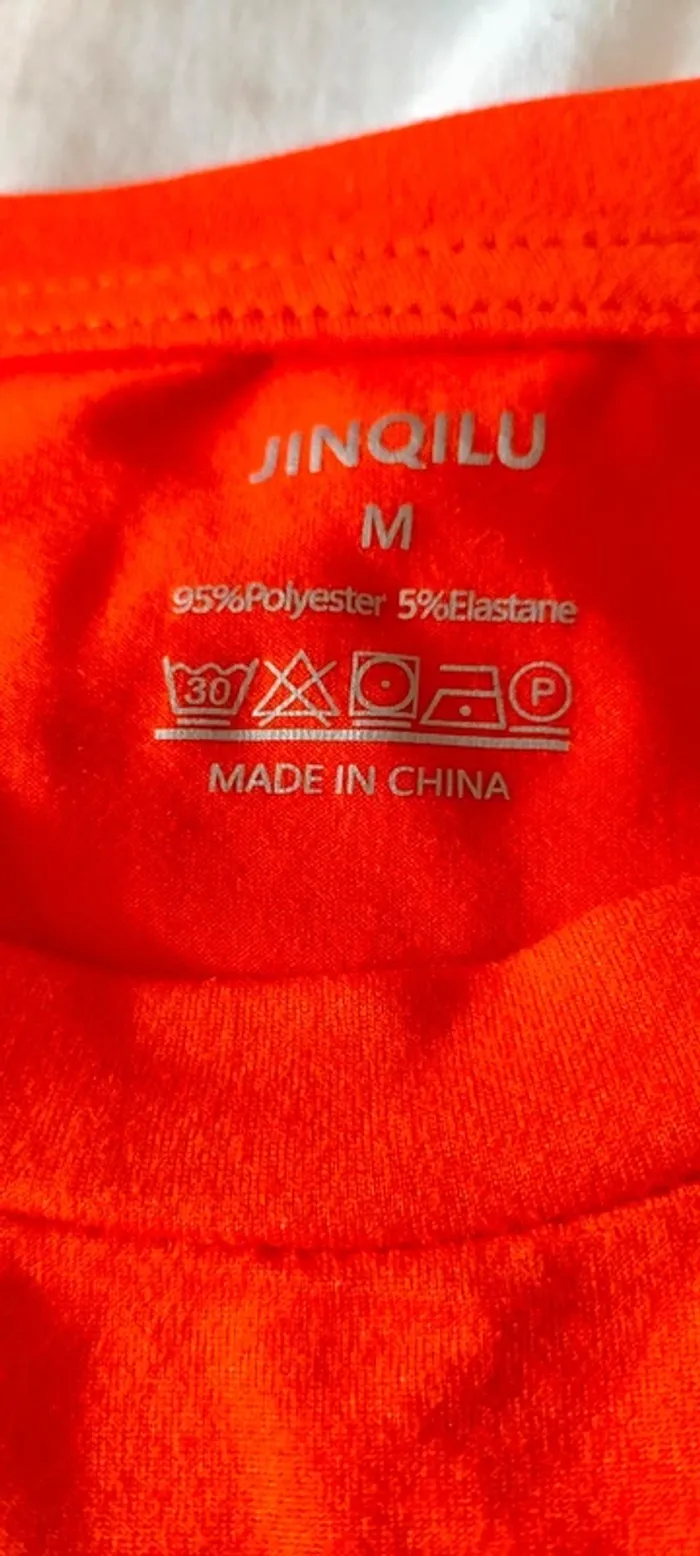 JINQILU
M
95%Polyester 5%Elastane
30 P
MADE IN CHINA